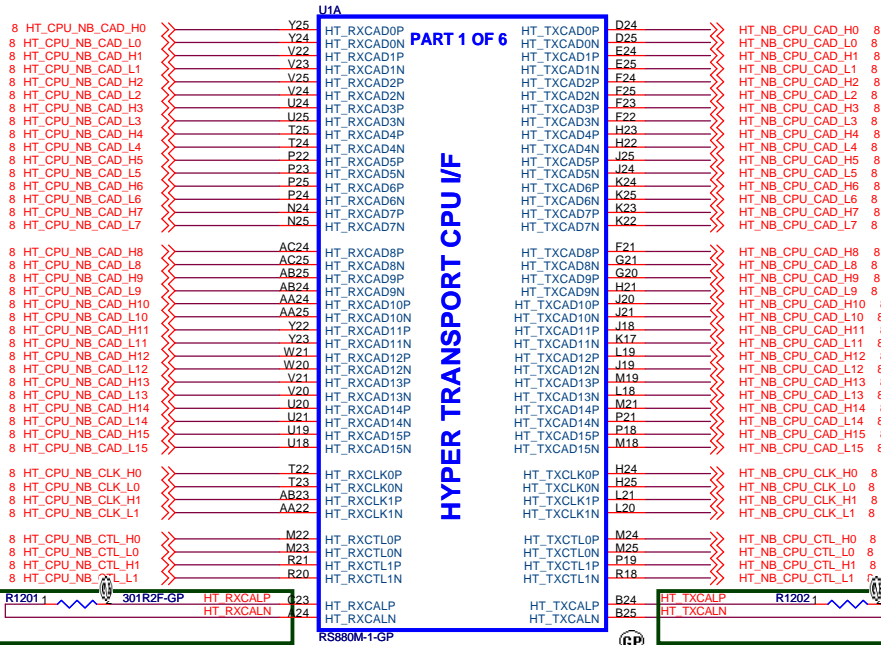 U1A
PART 1 OF 6
HYPER TRANSPORT CPU I/F
8 HT_CPU_NB_CAD_H0 Y25 HT_RXCAD0P HT_TXCAD0P D24 HT_NB_CPU_CAD_H0 8
8 HT_CPU_NB_CAD_L0 Y24 HT_RXCAD0N HT_TXCAD0N D25 HT_NB_CPU_CAD_L0 8
8 HT_CPU_NB_CAD_H1 V22 HT_RXCAD1P HT_TXCAD1P E24 HT_NB_CPU_CAD_H1 8
8 HT_CPU_NB_CAD_L1 V23 HT_RXCAD1N HT_TXCAD1N E25 HT_NB_CPU_CAD_L1 8
8 HT_CPU_NB_CAD_H2 V25 HT_RXCAD2P HT_TXCAD2P F24 HT_NB_CPU_CAD_H2 8
8 HT_CPU_NB_CAD_L2 V24 HT_RXCAD2N HT_TXCAD2N F25 HT_NB_CPU_CAD_L2 8
8 HT_CPU_NB_CAD_H3 U24 HT_RXCAD3P HT_TXCAD3P F23 HT_NB_CPU_CAD_H3 8
8 HT_CPU_NB_CAD_L3 U25 HT_RXCAD3N HT_TXCAD3N F22 HT_NB_CPU_CAD_L3 8
8 HT_CPU_NB_CAD_H4 T25 HT_RXCAD4P HT_TXCAD4P H23 HT_NB_CPU_CAD_H4 8
8 HT_CPU_NB_CAD_L4 T24 HT_RXCAD4N HT_TXCAD4N H22 HT_NB_CPU_CAD_L4 8
8 HT_CPU_NB_CAD_H5 P22 HT_RXCAD5P HT_TXCAD5P J25 HT_NB_CPU_CAD_H5 8
8 HT_CPU_NB_CAD_L5 P23 HT_RXCAD5N HT_TXCAD5N J24 HT_NB_CPU_CAD_L5 8
8 HT_CPU_NB_CAD_H6 P25 HT_RXCAD6P HT_TXCAD6P K24 HT_NB_CPU_CAD_H6 8
8 HT_CPU_NB_CAD_L6 P24 HT_RXCAD6N HT_TXCAD6N K25 HT_NB_CPU_CAD_L6 8
8 HT_CPU_NB_CAD_H7 N24 HT_RXCAD7P HT_TXCAD7P K23 HT_NB_CPU_CAD_H7 8
8 HT_CPU_NB_CAD_L7 N25 HT_RXCAD7N HT_TXCAD7N K22 HT_NB_CPU_CAD_L7 8
8 HT_CPU_NB_CAD_H8 AC24 HT_RXCAD8P HT_TXCAD8P F21 HT_NB_CPU_CAD_H8 8
8 HT_CPU_NB_CAD_L8 AC25 HT_RXCAD8N HT_TXCAD8N G21 HT_NB_CPU_CAD_L8 8
8 HT_CPU_NB_CAD_H9 AB25 HT_RXCAD9P HT_TXCAD9P G20 HT_NB_CPU_CAD_H9 8
8 HT_CPU_NB_CAD_L9 AB24 HT_RXCAD9N HT_TXCAD9N H21 HT_NB_CPU_CAD_L9 8
8 HT_CPU_NB_CAD_H10 AA24 HT_RXCAD10P HT_TXCAD10P J20 HT_NB_CPU_CAD_H10
8 HT_CPU_NB_CAD_L10 AA25 HT_RXCAD10N HT_TXCAD10N J21 HT_NB_CPU_CAD_L10 8
8 HT_CPU_NB_CAD_H11 Y22 HT_RXCAD11P HT_TXCAD11P J18 HT_NB_CPU_CAD_H11
8 HT_CPU_NB_CAD_L11 Y23 HT_RXCAD11N HT_TXCAD11N K17 HT_NB_CPU_CAD_L11 8
8 HT_CPU_NB_CAD_H12 W21 HT_RXCAD12P HT_TXCAD12P L19 HT_NB_CPU_CAD_H12
8 HT_CPU_NB_CAD_L12 W20 HT_RXCAD12N HT_TXCAD12N J19 HT_NB_CPU_CAD_L12 8
8 HT_CPU_NB_CAD_H13 V21 HT_RXCAD13P HT_TXCAD13P M19 HT_NB_CPU_CAD_H13
8 HT_CPU_NB_CAD_L13 V20 HT_RXCAD13N HT_TXCAD13N L18 HT_NB_CPU_CAD_L13 8
8 HT_CPU_NB_CAD_H14 U20 HT_RXCAD14P HT_TXCAD14P M21 HT_NB_CPU_CAD_H14
8 HT_CPU_NB_CAD_L14 U21 HT_RXCAD14N HT_TXCAD14N P21 HT_NB_CPU_CAD_L14 8
8 HT_CPU_NB_CAD_H15 U19 HT_RXCAD15P HT_TXCAD15P P18 HT_NB_CPU_CAD_H15
8 HT_CPU_NB_CAD_L15 U18 HT_RXCAD15N HT_TXCAD15N M18 HT_NB_CPU_CAD_L15 8
8 HT_CPU_NB_CLK_H0 T22 HT_RXCLK0P HT_TXCLK0P H24 HT_NB_CPU_CLK_H0 8
8 HT_CPU_NB_CLK_L0 T23 HT_RXCLK0N HT_TXCLK0N H25 HT_NB_CPU_CLK_L0 8
8 HT_CPU_NB_CLK_H1 AB23 HT_RXCLK1P HT_TXCLK1P L21 HT_NB_CPU_CLK_H1 8
8 HT_CPU_NB_CLK_L1 AA22 HT_RXCLK1N HT_TXCLK1N L20 HT_NB_CPU_CLK_L1 8
8 HT_CPU_NB_CTL_H0 M22 HT_RXCTL0P HT_TXCTL0P M24 HT_NB_CPU_CTL_H0 8
8 HT_CPU_NB_CTL_L0 M23 HT_RXCTL0N HT_TXCTL0N M25 HT_NB_CPU_CTL_L0 8
8 HT_CPU_NB_CTL_H1 R21 HT_RXCTL1P HT_TXCTL1P P19 HT_NB_CPU_CTL_H1 8
8 HT_CPU_NB_CTL_L1 R20 HT_RXCTL1N HT_TXCTL1N R18 HT_NB_CPU_CTL_L1
R1201 1 301R2F-GP HT_RXCALP C23 HT_RXCALP HT_TXCALP B24 HT_TXCALP R1202 1
HT_RXCALN A24 HT_RXCALN HT_TXCALN B25 HT_TXCALN
RS880M-1-GP
GP